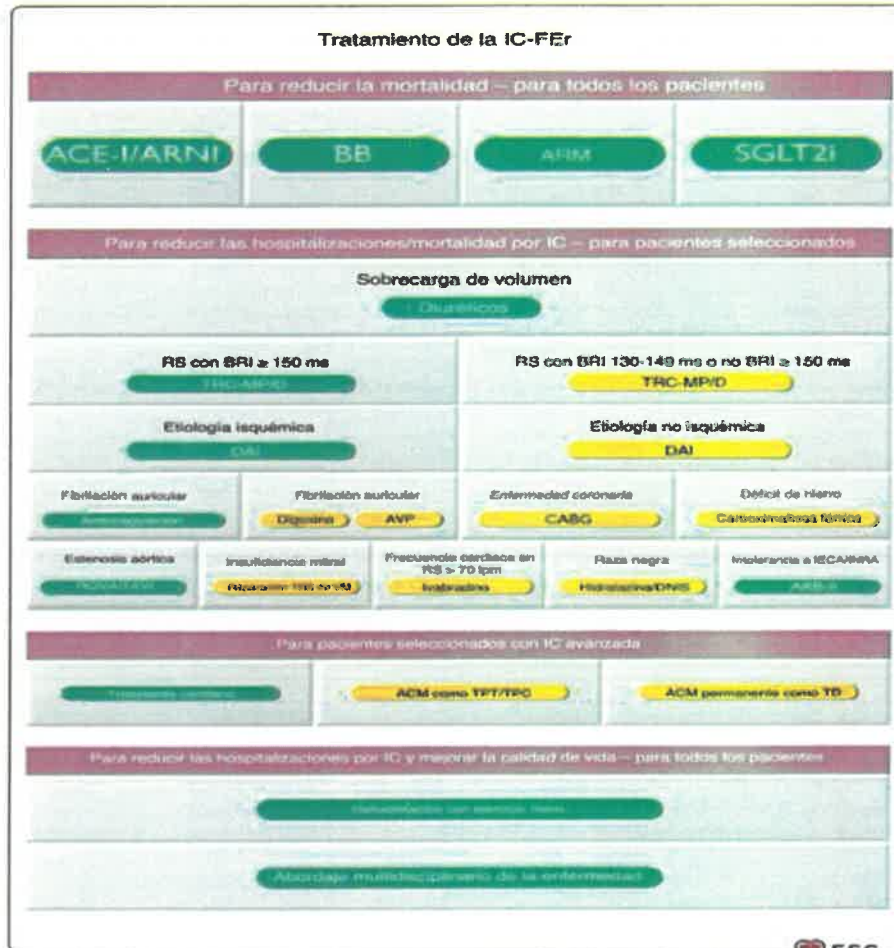 Tratamiento de la IC-FEr
Para reducir la mortalidad – para todos los pacientes
ACE-I/ARNI
BB
ARM
SGLT2i
Para reducir las hospitalizaciones/mortalidad por IC – para pacientes seleccionados
Sobrecarga de volumen
Diuréticos
RS con BRI ≥ 150 ms
TRC-MP/D
RS con BRI 130-149 ms o no BRI ≥ 150 ms
TRC-MP/D
Etiología isquémica
DAI
Etiología no isquémica
DAI
Fibrilación auricular
Anticoagulación
Fibrilación auricular
Digoxina
AVP
Enfermedad coronaria
CABG
Déficit de hierro
Carboximaltosa férrica
Estenosis aórtica
Insuficiencia mitral
Frecuencia cardiaca en
RS > 70 lpm
Ivabradina
Raza negra
Hidralazina/DNIS
Intolerancia a IECA/INRA
ARA-II
Para pacientes seleccionados con IC avanzada
Trasplante cardiaco
ACM como TPT/TPC
ACM permanente como TD
Para reducir las hospitalizaciones por IC y mejorar la calidad de vida – para todos los pacientes
Abordaje multidisciplinario de la enfermedad
ESC